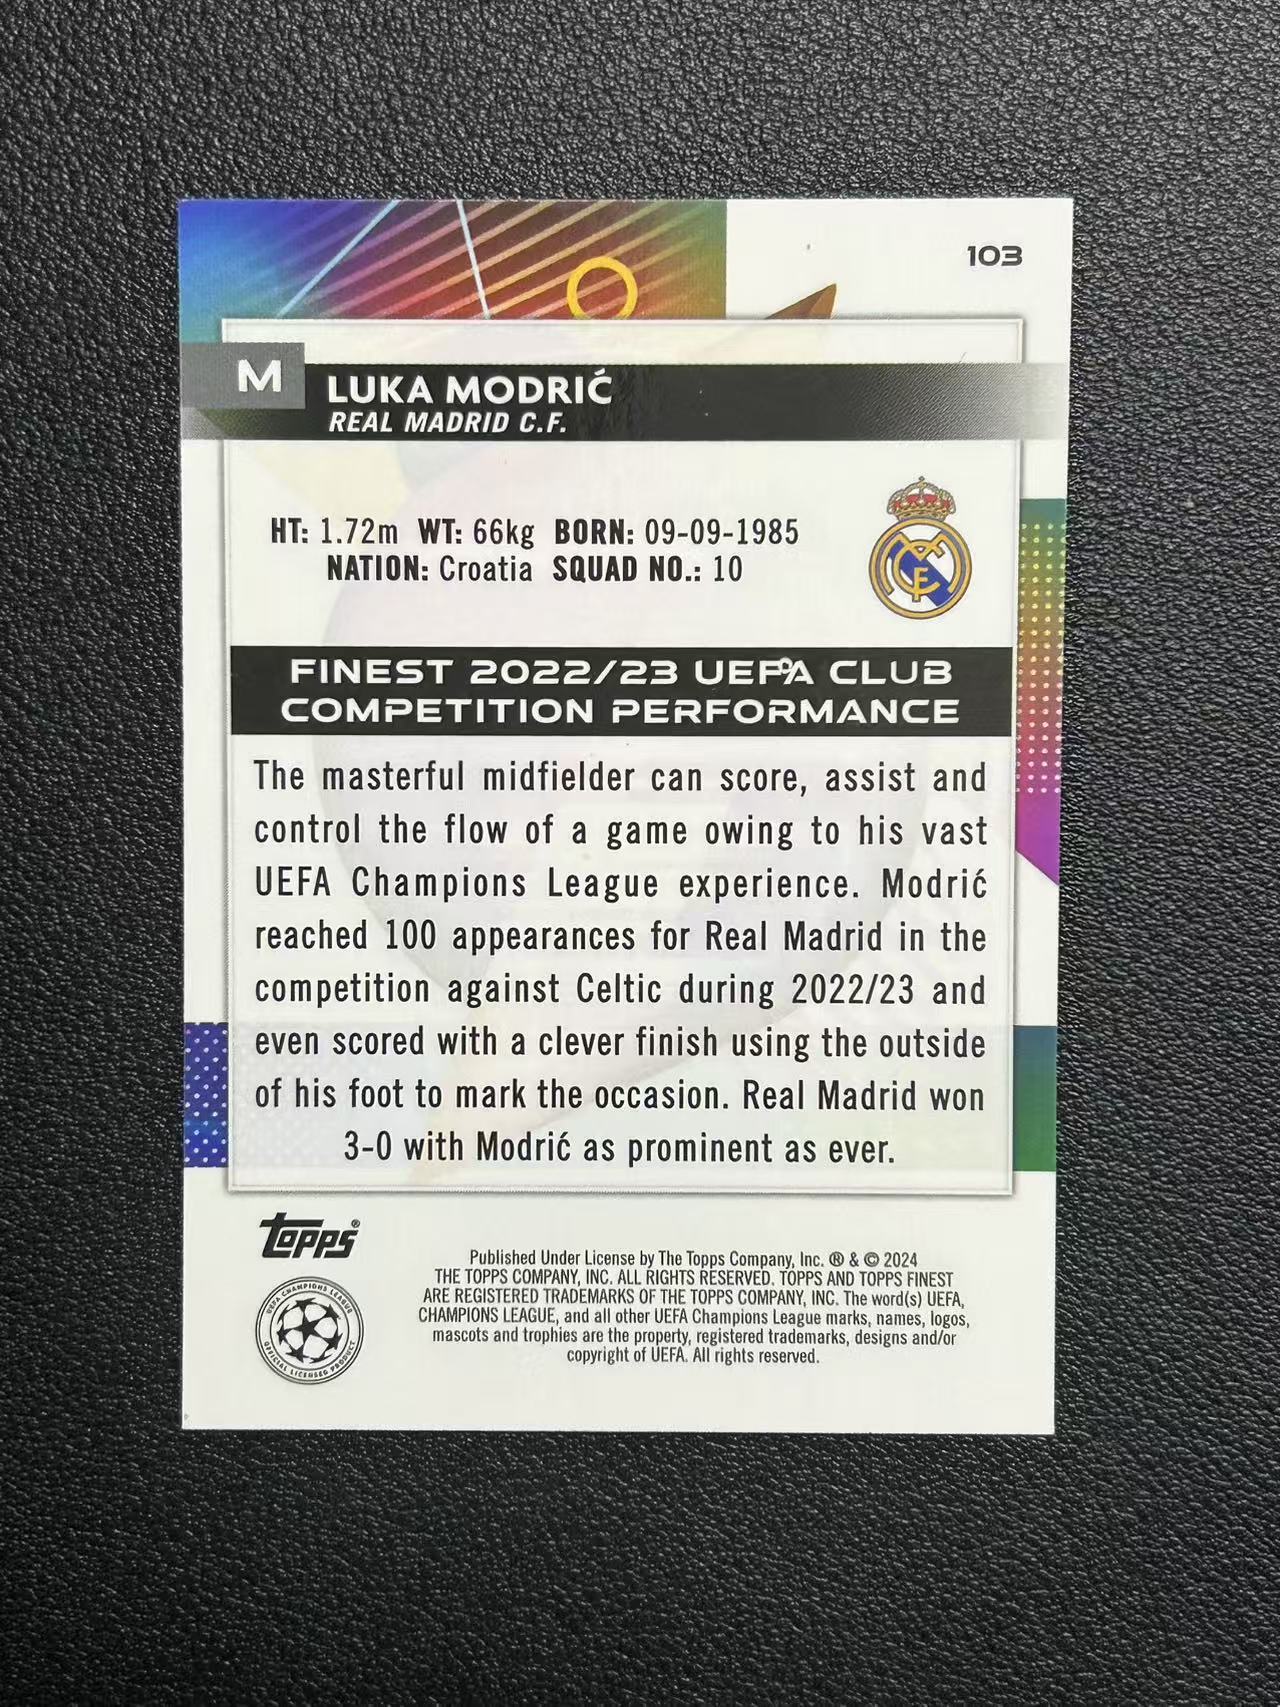 103
M
LUKA MODRIĆ
REAL MADRID C.F.
HT: 1.72m WT: 66kg BORN: 09-09-1985
NATION: Croatia SQUAD NO.: 10
FINEST 2022/23 UEFA CLUB
COMPETITION PERFORMANCE
The masterful midfielder can score, assist and
control the flow of a game owing to his vast
UEFA Champions League experience. Modrić
reached 100 appearances for Real Madrid in the
competition against Celtic during 2022/23 and
even scored with a clever finish using the outside
of his foot to mark the occasion. Real Madrid won
3-0 with Modrić as prominent as ever.
topps®
UEFA CHAMPIONS LEAGUE
OFFICIAL LICENSED PRODUCT
Published Under License by The Topps Company, Inc. ® & © 2024
THE TOPPS COMPANY, INC. ALL RIGHTS RESERVED. TOPPS AND TOPPS FINEST
ARE REGISTERED TRADEMARKS OF THE TOPPS COMPANY, INC. The word(s) UEFA,
CHAMPIONS LEAGUE, and all other UEFA Champions League marks, names, logos,
mascots and trophies are the property, registered trademarks, designs and/or
copyright of UEFA. All rights reserved.